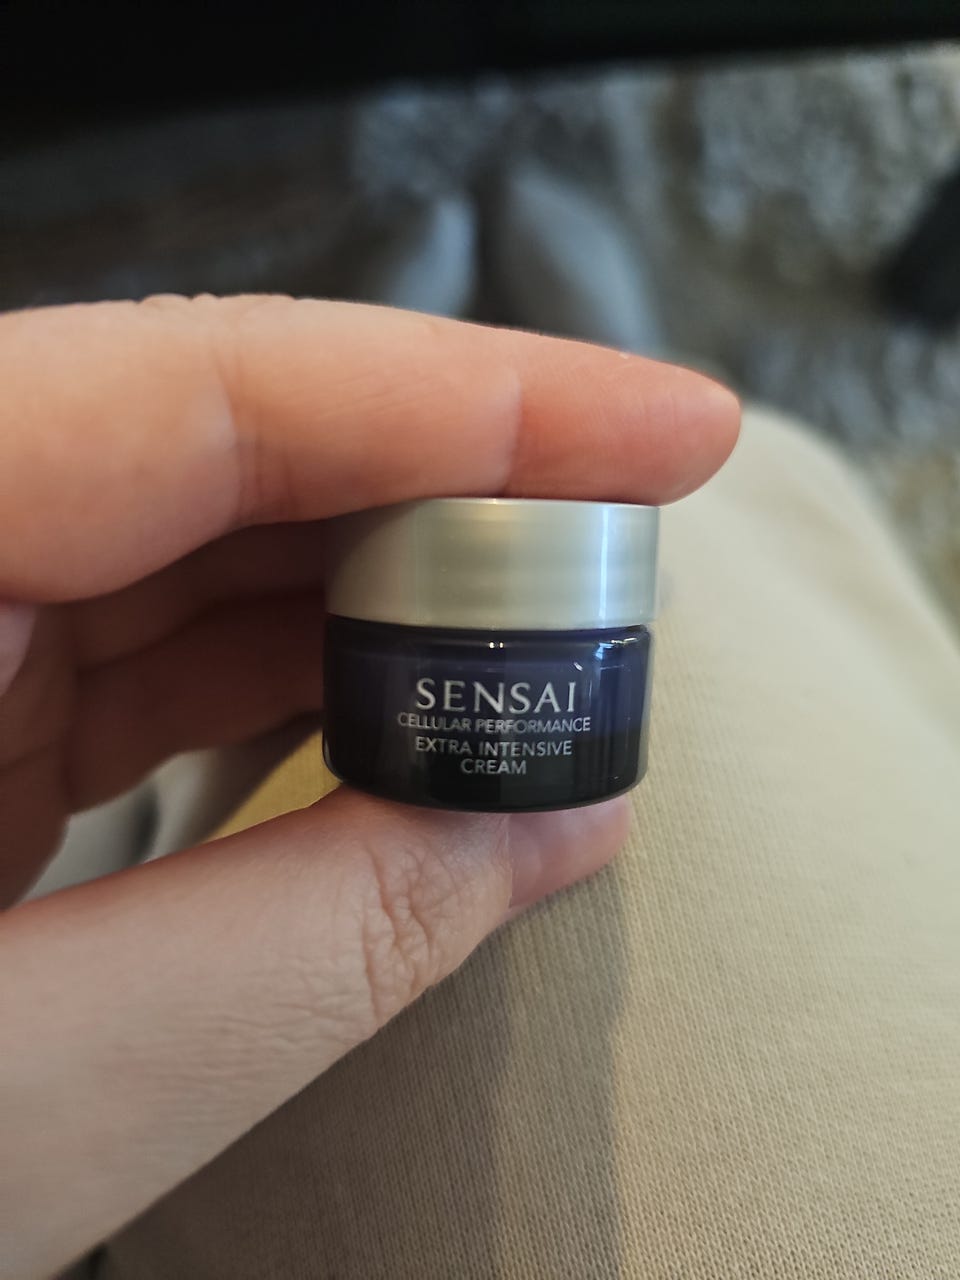 SENSAI
CELLULAR PERFORMANCE
EXTRA INTENSIVE
CREAM